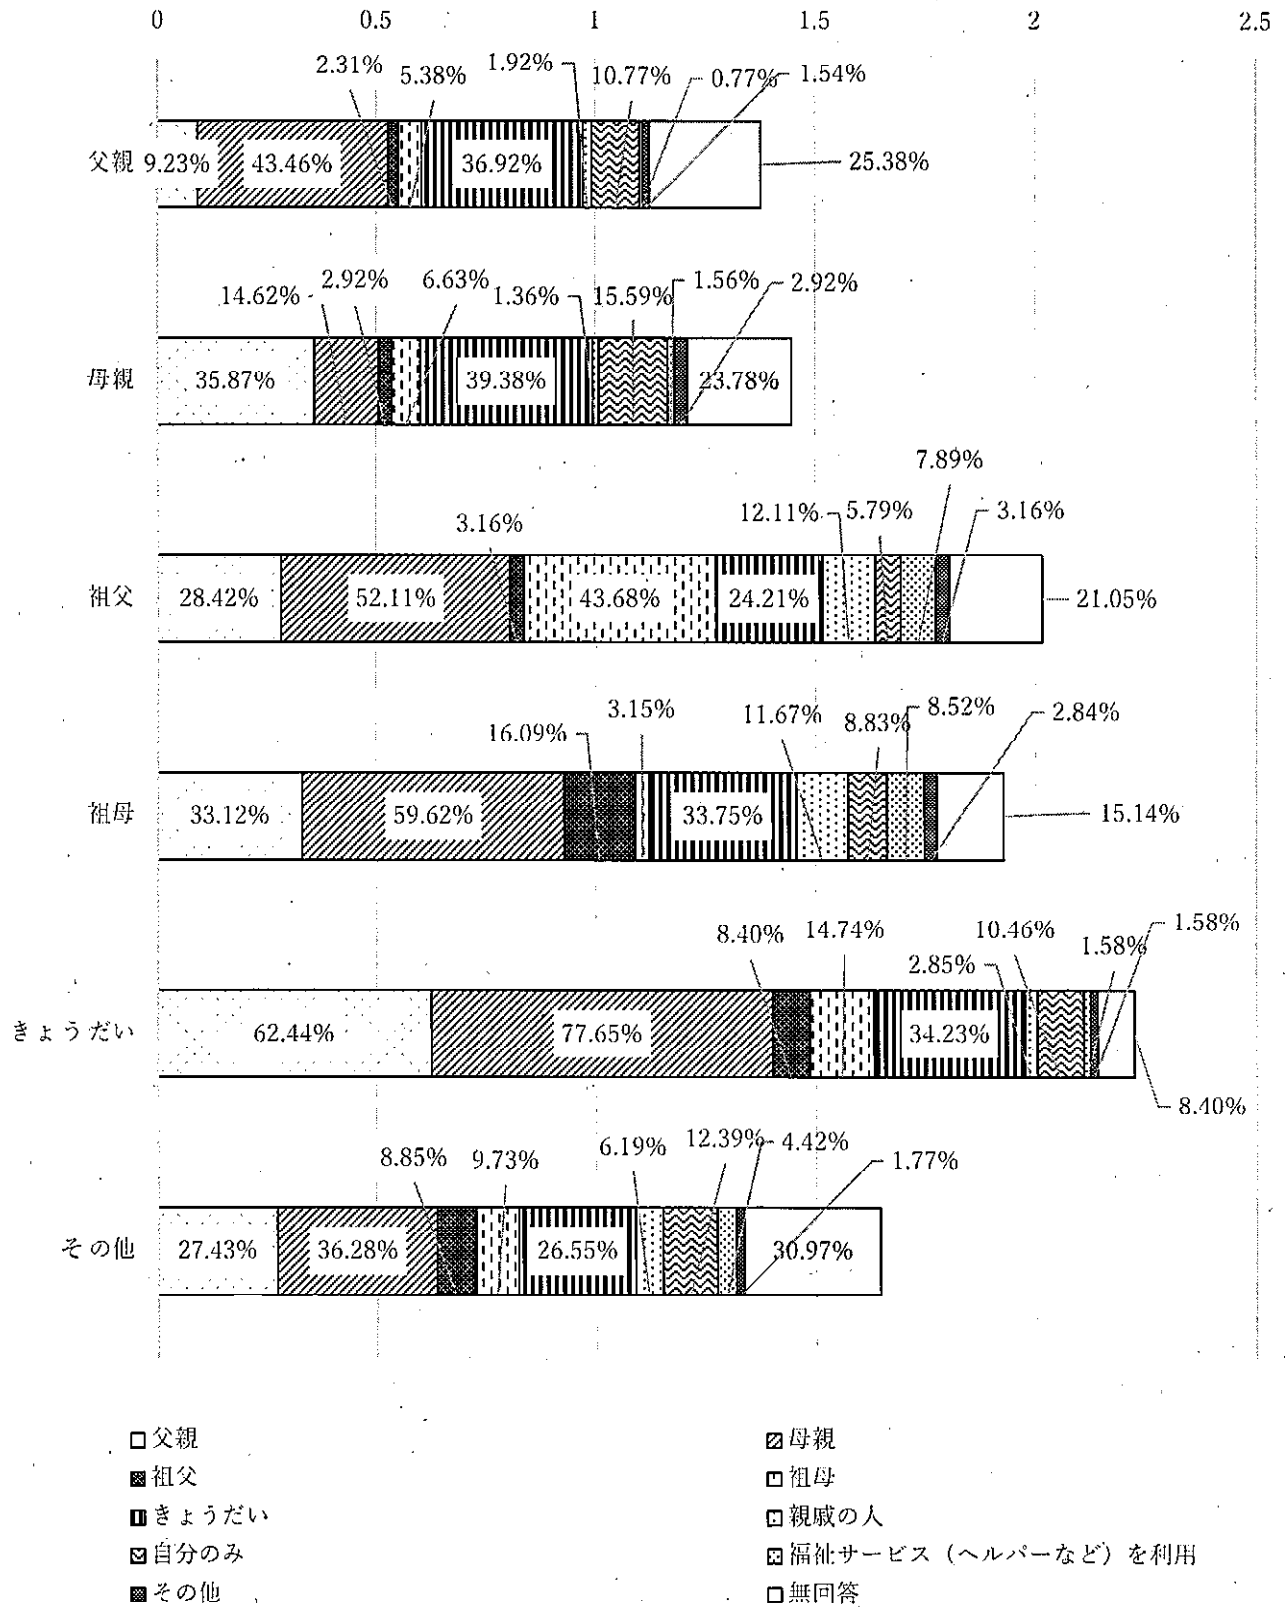 0 0.5 1 1.5 2 2.5
2.31% 5.38% 1.92% 10.77% 0.77% 1.54%
父親 9.23% 43.46% 36.92% 25.38%
14.62% 2.92% 6.63% 1.36% 15.59% 1.56% 2.92%
母親 35.87% 39.38% 23.78%
3.16% 12.11% 5.79% 7.89% 3.16%
祖父 28.42% 52.11% 43.68% 24.21% 21.05%
16.09% 3.15% 11.67% 8.83% 8.52% 2.84%
祖母 33.12% 59.62% 33.75% 15.14%
8.40% 14.74% 2.85% 10.46% 1.58% 1.58%
きょうだい 62.44% 77.65% 34.23%
8.40%
8.85% 9.73% 6.19% 12.39% 4.42% 1.77%
その他 27.43% 36.28% 26.55% 30.97%
父親 母親
祖父 祖母
きょうだい 親戚の人
自分のみ 福祉サービス（ヘルパーなど）を利用
その他 無回答